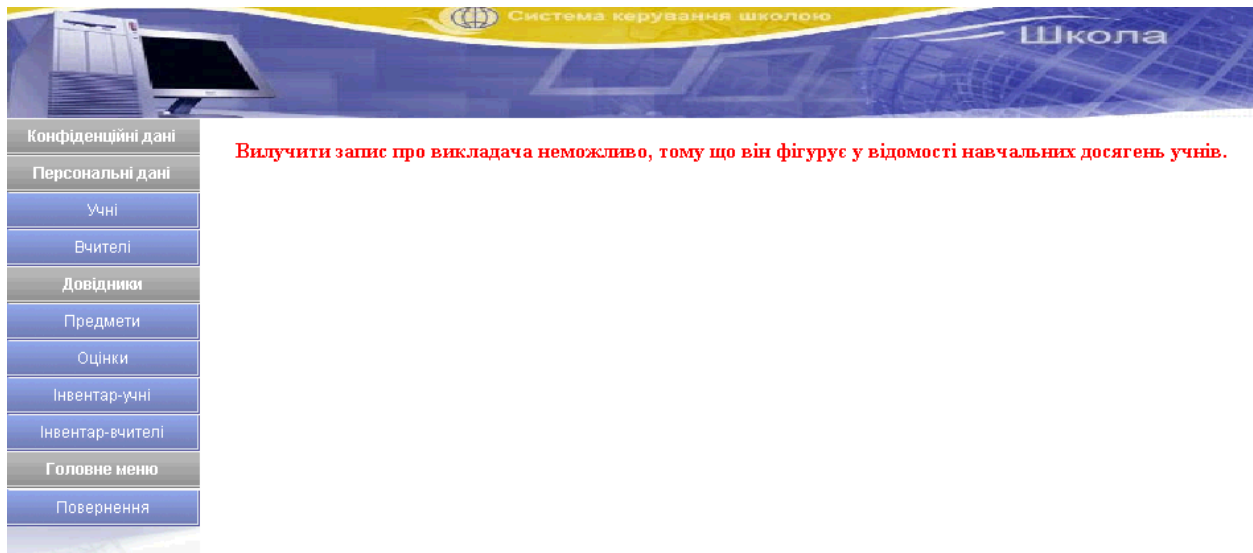 Система керування школою
Школа
Конфіденційні дані
Вилучити запис про викладача неможливо, тому що він фігурує у відомості навчальних досягень учнів.
Персональні дані
Учні
Вчителі
Довідники
Предмети
Оцінки
Інвентар-учні
Інвентар-вчителі
Головне меню
Повернення